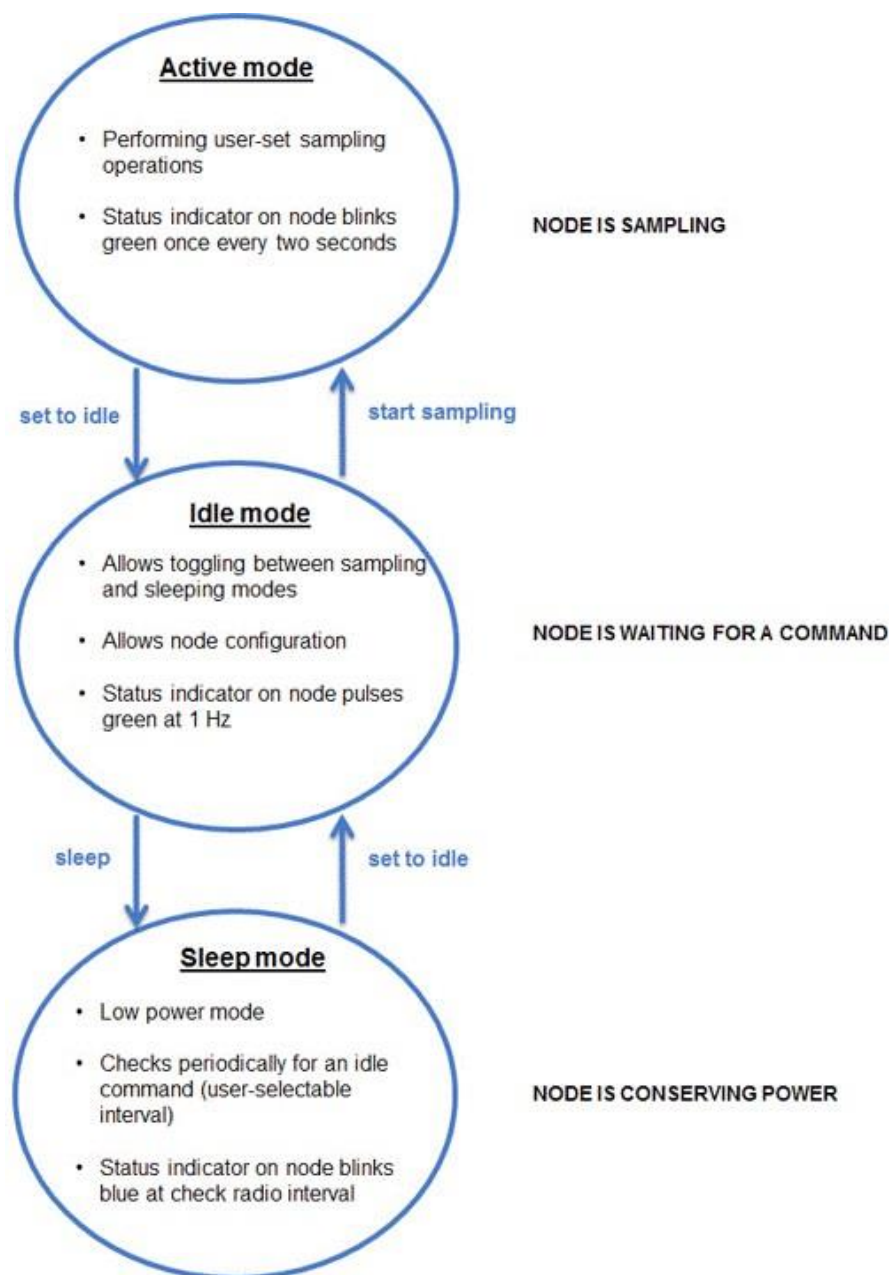 Active mode
• Performing user-set sampling
operations
• Status indicator on node blinks
green once every two seconds
NODE IS SAMPLING
set to idle
start sampling
Idle mode
• Allows toggling between sampling
and sleeping modes
• Allows node configuration
• Status indicator on node pulses
green at 1 Hz
NODE IS WAITING FOR A COMMAND
sleep
set to idle
Sleep mode
• Low power mode
• Checks periodically for an idle
command (user-selectable
interval)
• Status indicator on node blinks
blue at check radio interval
NODE IS CONSERVING POWER